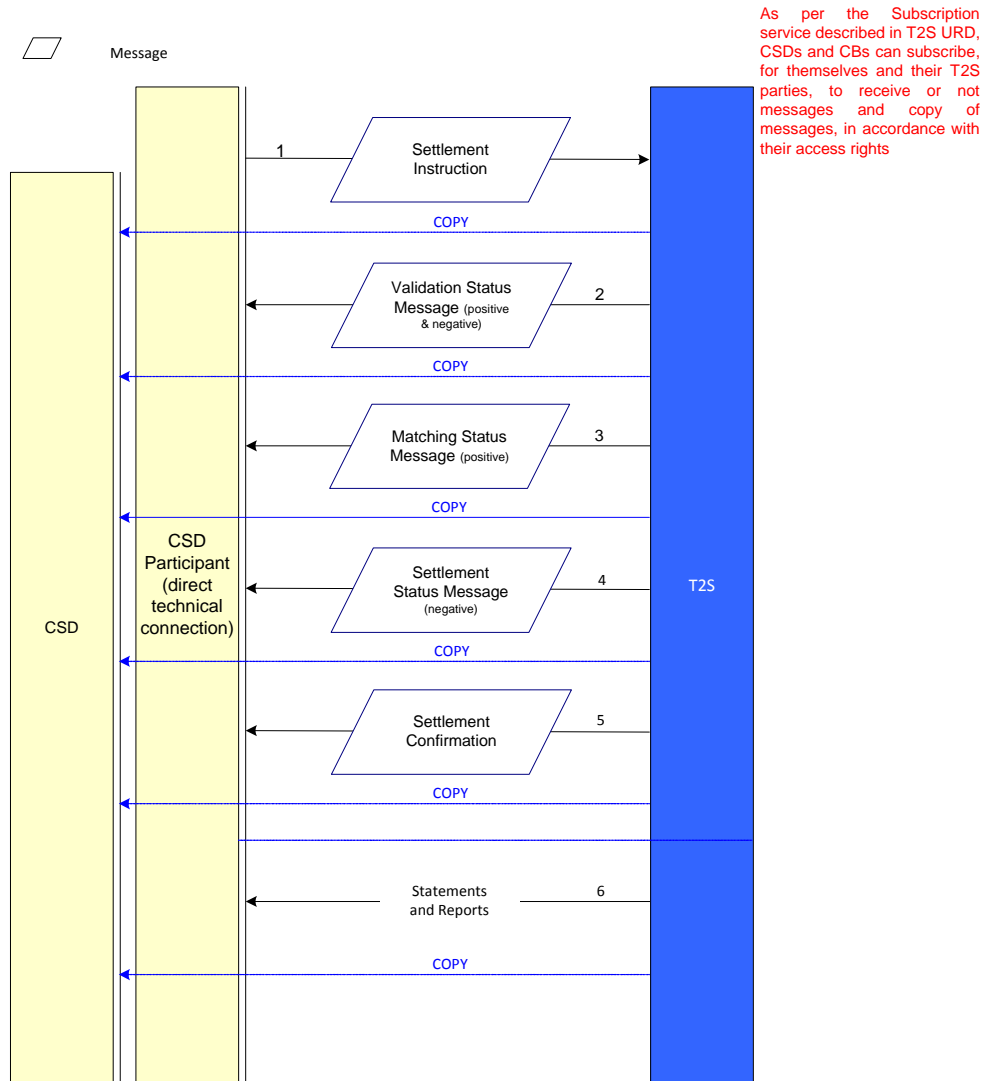 As per the Subscription
service described in T2S URD,
CSDs and CBs can subscribe,
for themselves and their T2S
parties, to receive or not
messages and copy of
messages, in accordance with
their access rights
Message
1
Settlement
Instruction
COPY
Validation Status
Message (positive
& negative)
2
COPY
Matching Status
Message (positive)
3
COPY
CSD
Participant
(direct
technical
connection)
Settlement
Status Message
(negative)
4
T2S
CSD
COPY
Settlement
Confirmation
5
COPY
Statements
and Reports
6
COPY